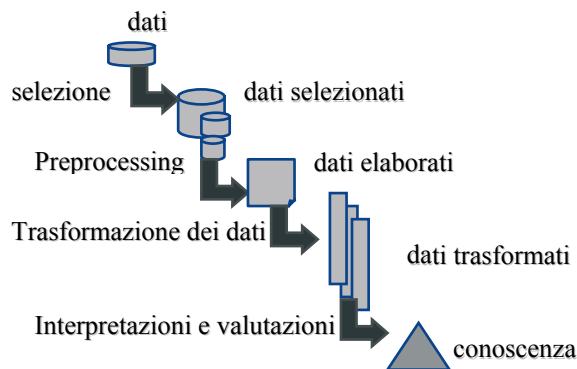 dati
selezione
dati selezionati
Preprocessing
dati elaborati
Trasformazione dei dati
dati trasformati
Interpretazioni e valutazioni
conoscenza